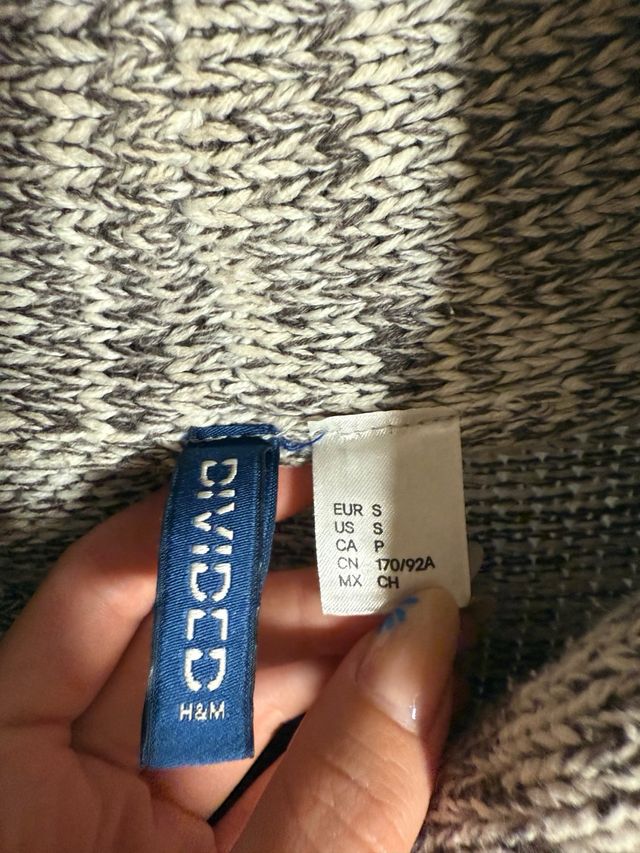 DIVIDED
H&M
EUR S
US S
CA P
CN 170/92A
MX CH